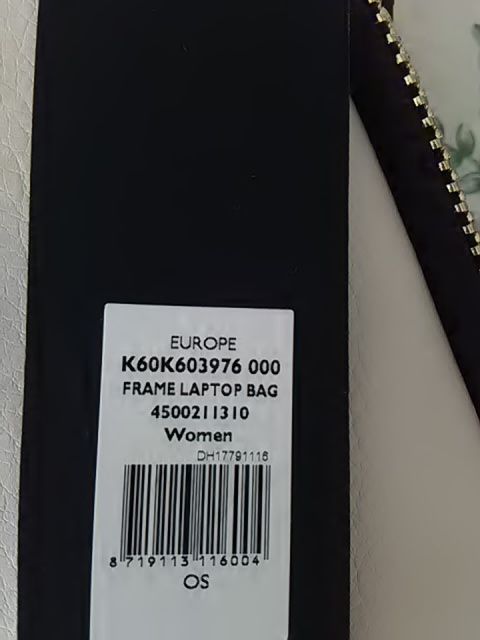 EUROPE
K60K603976 000
FRAME LAPTOP BAG
4500211310
Women
DH17791116
8 719113 116004
OS